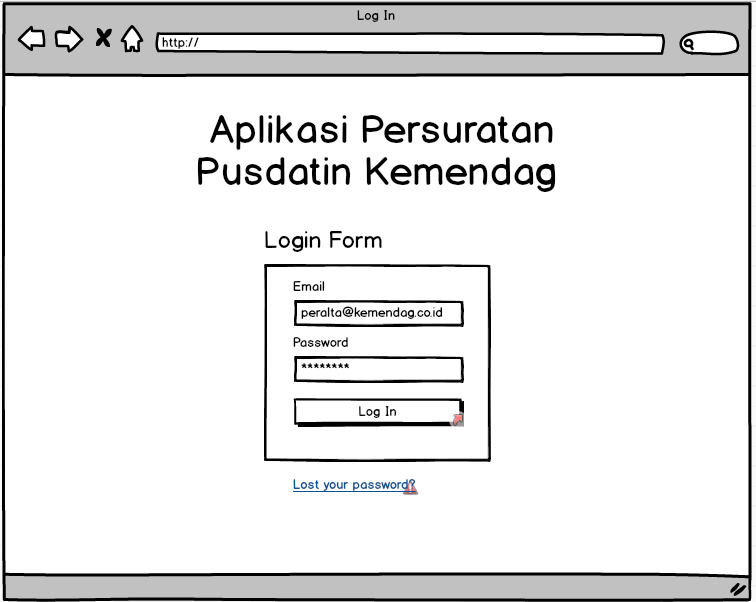 Log In
http://
Aplikasi Persuratan
Pusdatin Kemendag
Login Form
Email
peralta@kemendag.co.id
Password
********
Log In
Lost your password?